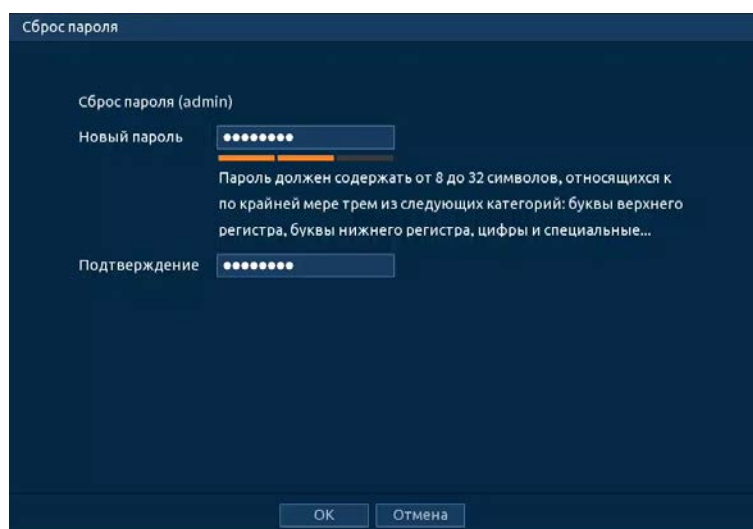 Сброс пароля
Сброс пароля (admin)
Новый пароль ••••••••
Пароль должен содержать от 8 до 32 символов, относящихся к
по крайней мере трем из следующих категорий: буквы верхнего
регистра, буквы нижнего регистра, цифры и специальные...
Подтверждение ••••••••
OK Отмена